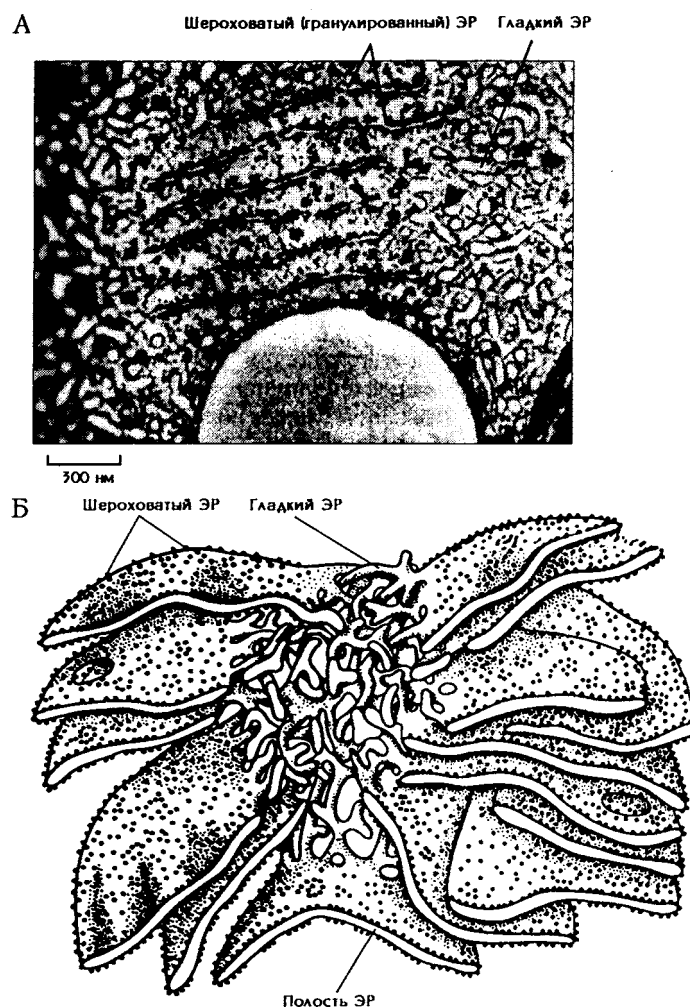 А
Шероховатый (гранулированный) ЭР Гладкий ЭР
300 нм
Б
Шероховатый ЭР Гладкий ЭР
Полость ЭР